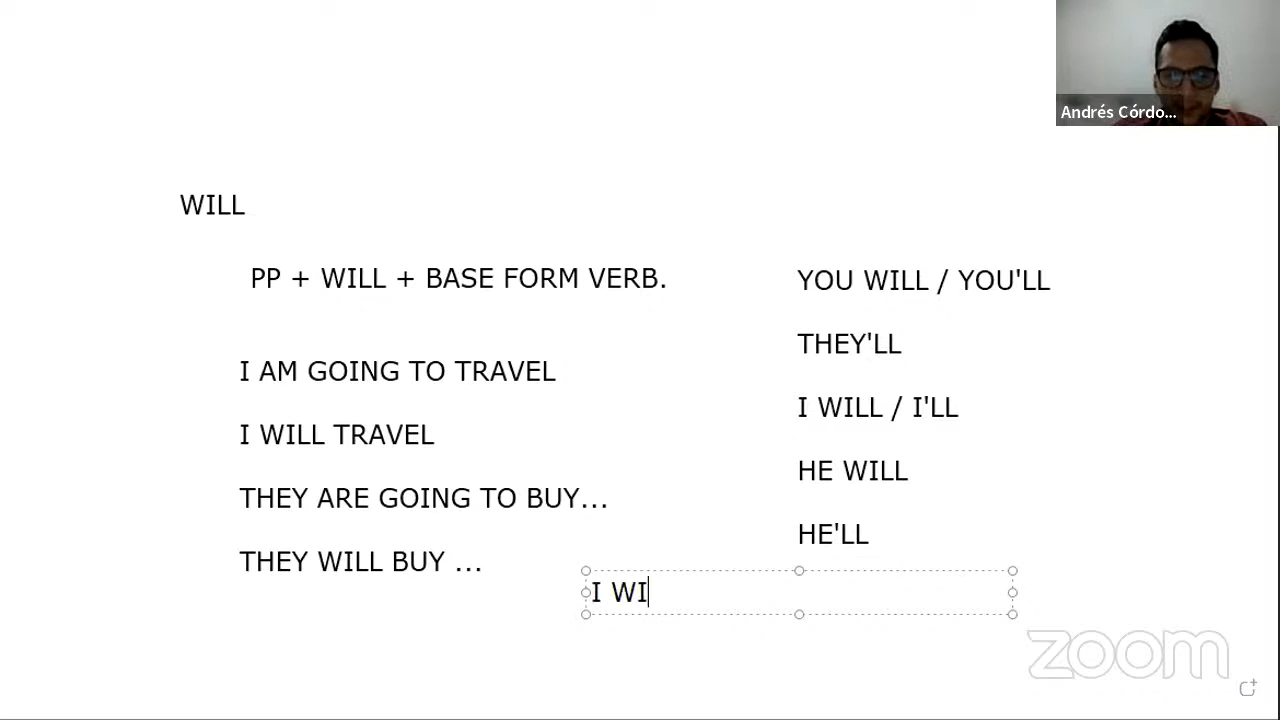 Andrés Córdo...
WILL
PP + WILL + BASE FORM VERB.
I AM GOING TO TRAVEL
I WILL TRAVEL
THEY ARE GOING TO BUY...
THEY WILL BUY ...
YOU WILL / YOU'LL
THEY'LL
I WILL / I'LL
HE WILL
HE'LL
I WI
zoom